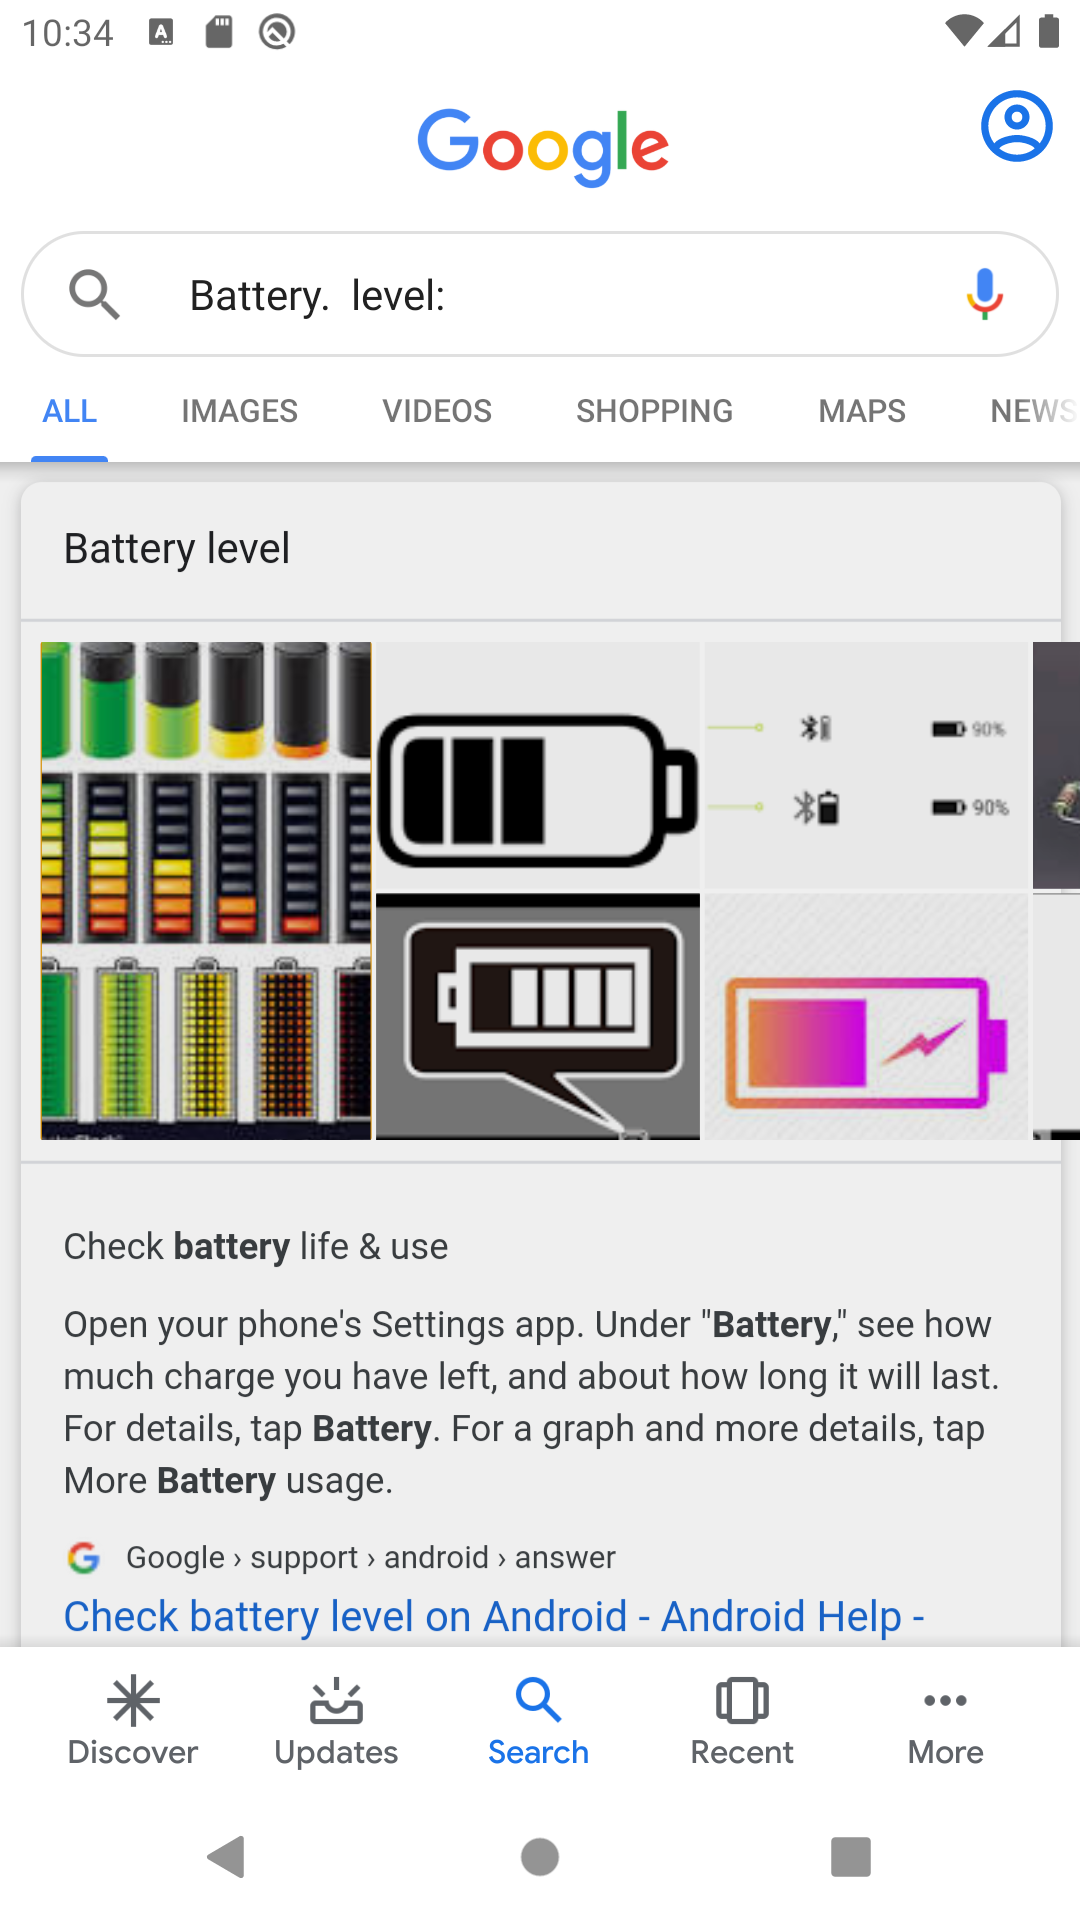 10:34
Google
Battery.  level:
ALL IMAGES VIDEOS SHOPPING MAPS NEWS
Battery level
90%
90%
Check battery life & use
Open your phone's Settings app. Under "Battery," see how
much charge you have left, and about how long it will last.
For details, tap Battery. For a graph and more details, tap
More Battery usage.
Google › support › android › answer
Check battery level on Android - Android Help -
Discover Updates Search Recent More